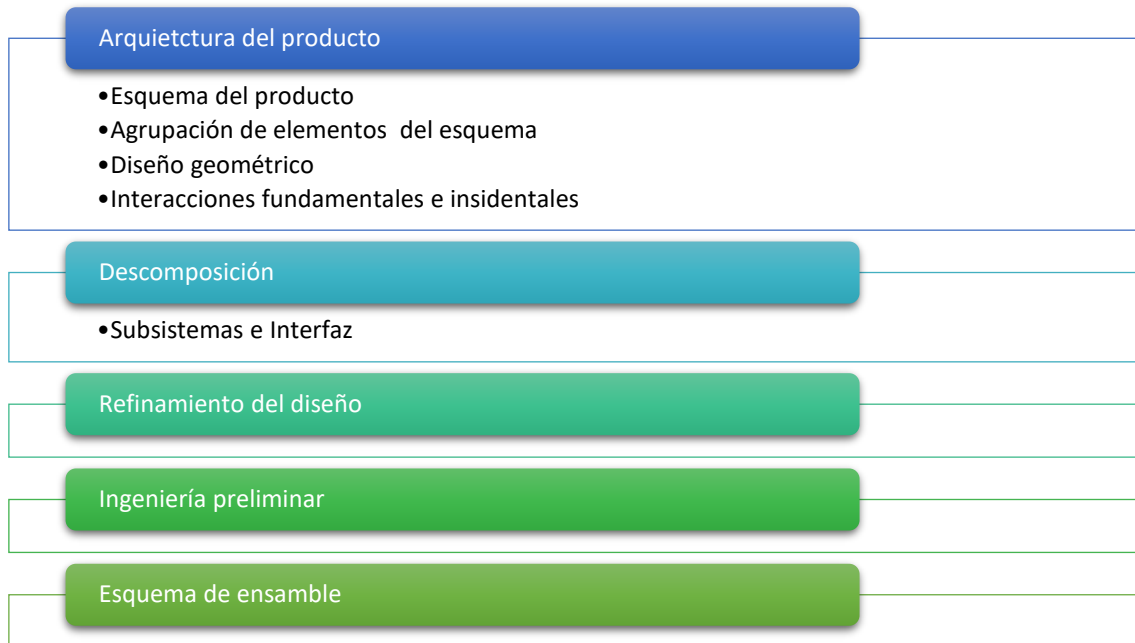 Arquietctura del producto
•Esquema del producto
•Agrupación de elementos del esquema
•Diseño geométrico
•Interacciones fundamentales e insidentales
Descomposición
•Subsistemas e Interfaz
Refinamiento del diseño
Ingeniería preliminar
Esquema de ensamble